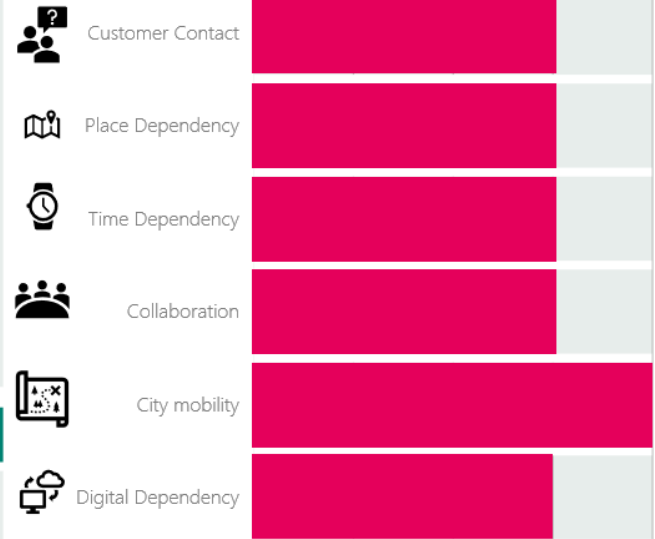 ?
Customer Contact
Place Dependency
Time Dependency
Collaboration
City mobility
Digital Dependency